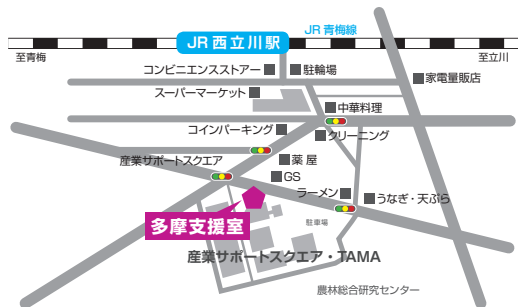 JR 青梅線
JR 西立川駅
至青梅
至立川
コンビニエンスストアー
駐輪場
家電量販店
スーパーマーケット
中華料理
コインパーキング
クリーニング
産業サポートスクエア
薬 屋
GS
ラーメン
うなぎ・天ぷら
多摩支援室
駐車場
産業サポートスクエア・TAMA
農林総合研究センター